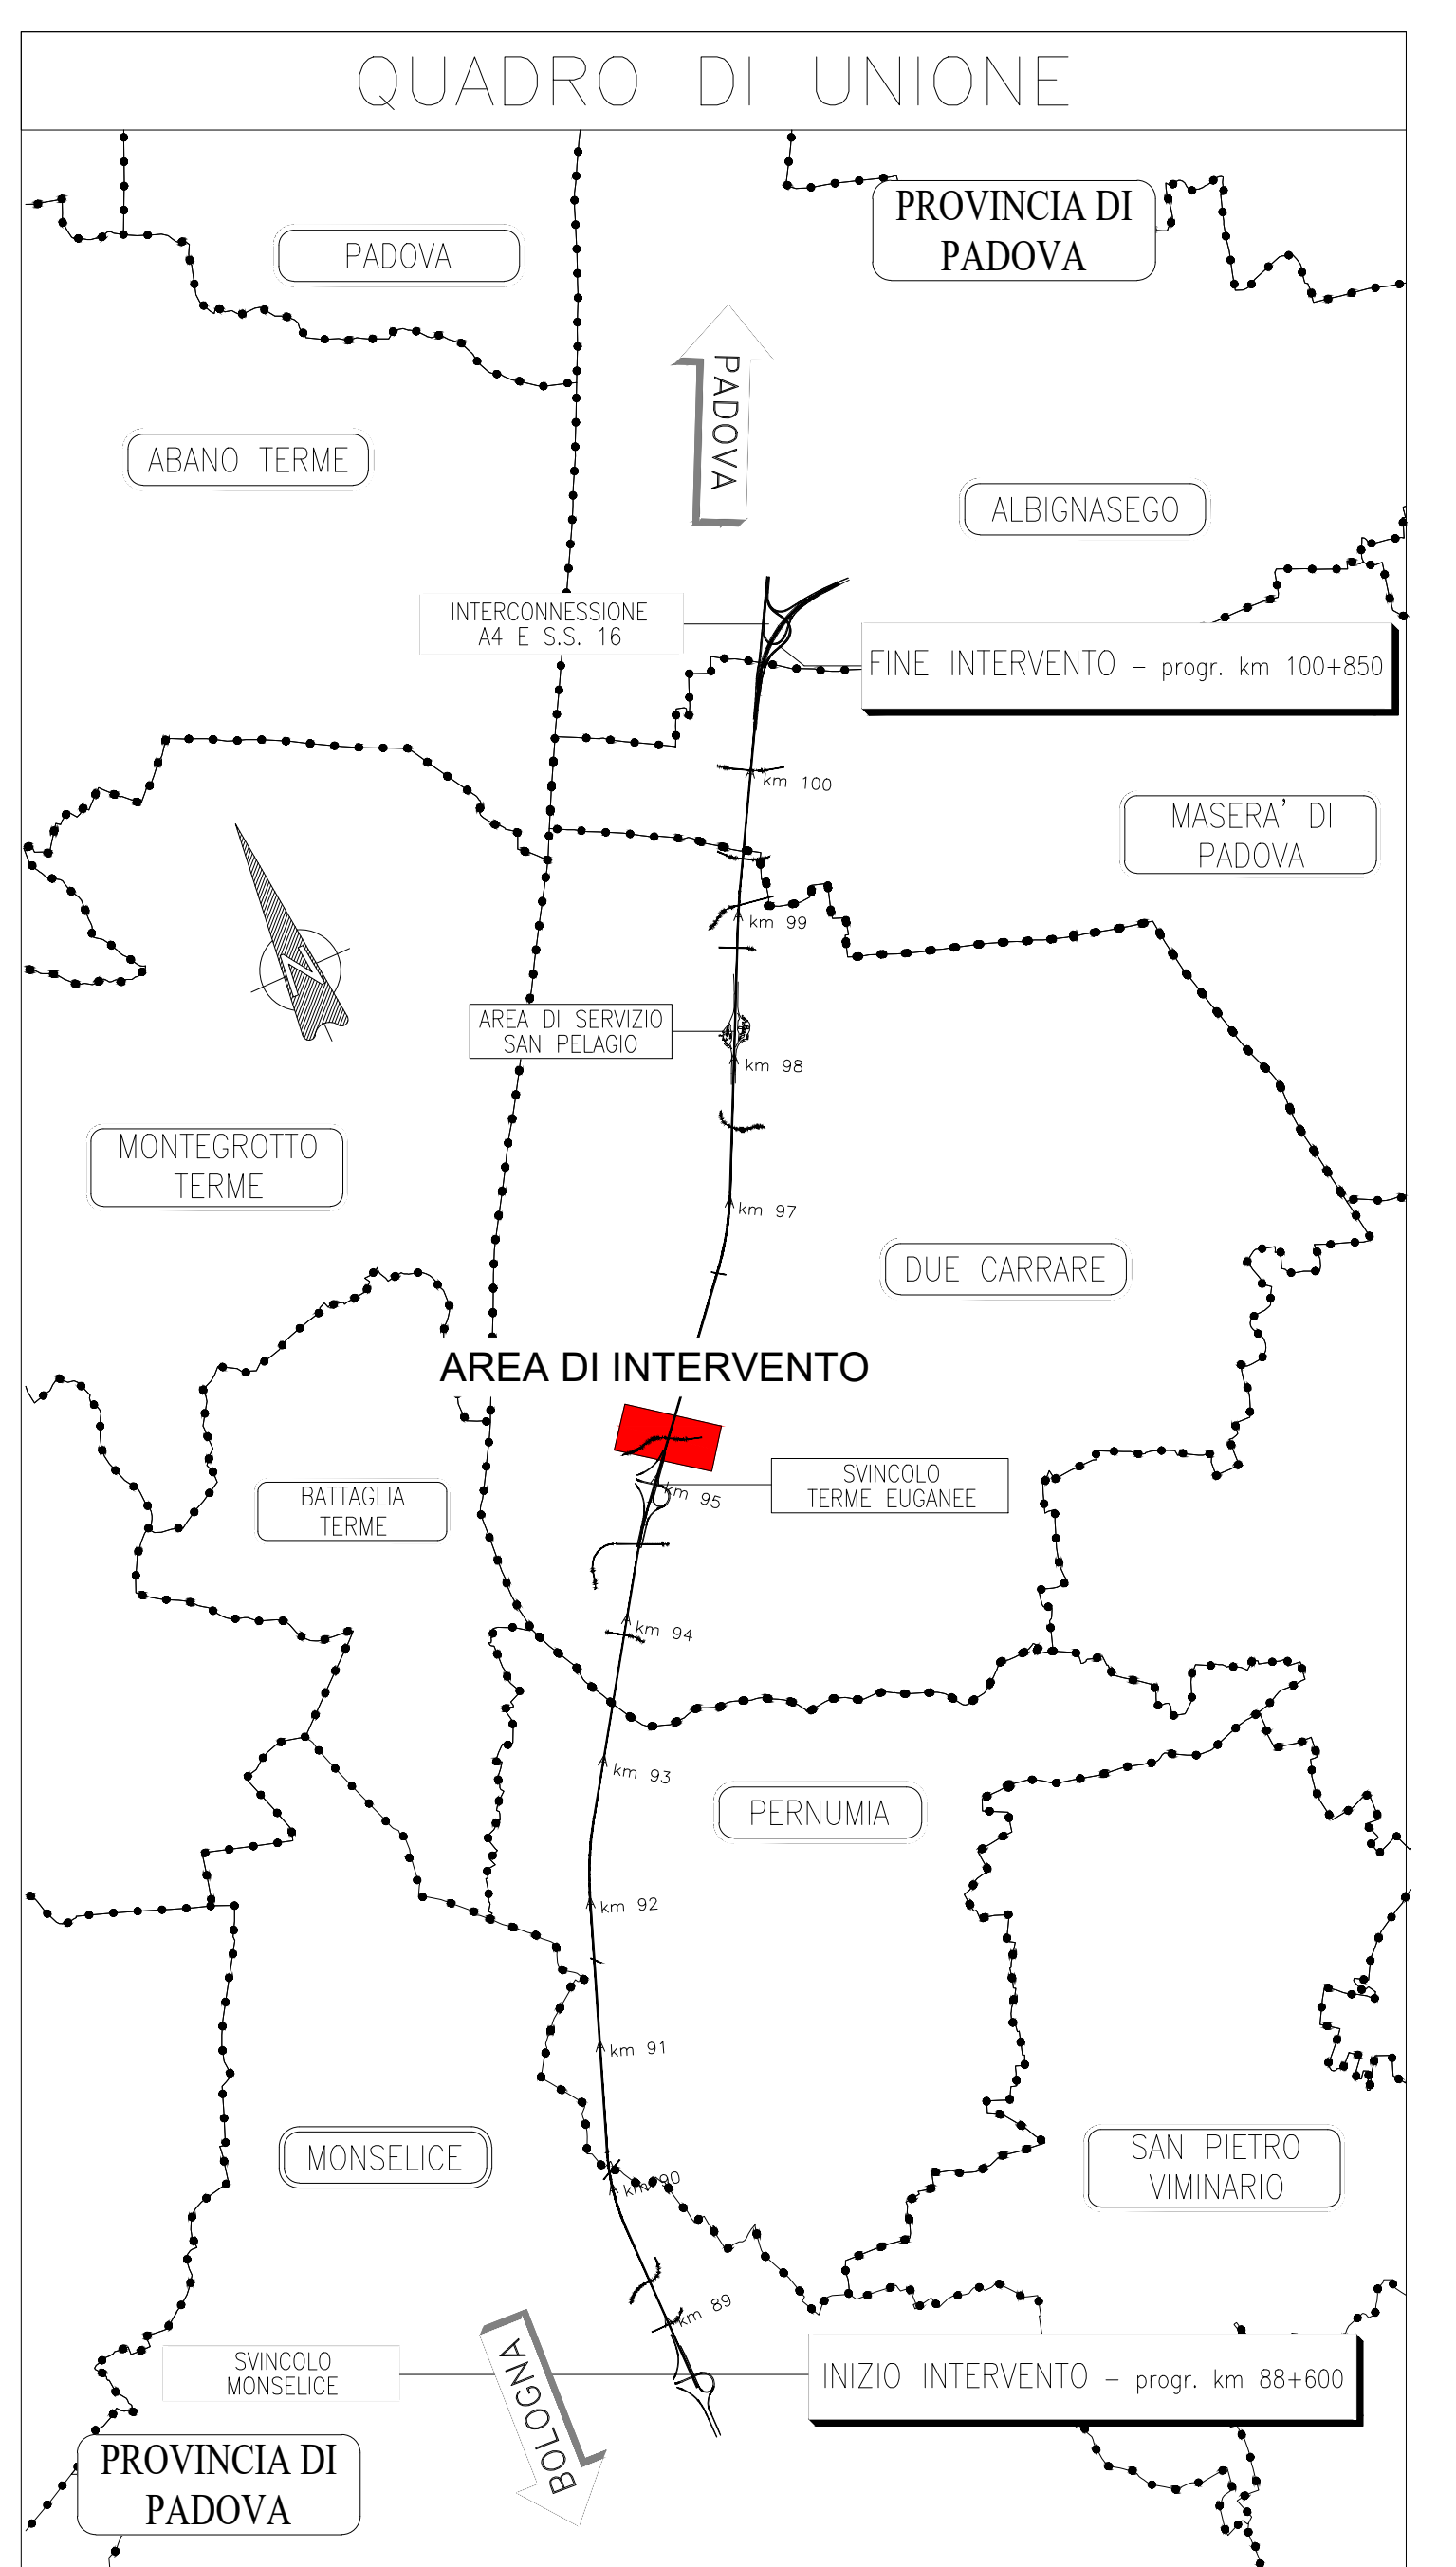 QUADRO DI UNIONE
PROVINCIA DI
PADOVA
PADOVA
PADOVA
ABANO TERME
ALBIGNASEGO
INTERCONNESSIONE
A4 E S.S. 16
FINE INTERVENTO – progr. km 100+850
km 100
MASERA' DI
PADOVA
km 99
N
AREA DI SERVIZIO
SAN PELAGIO
km 98
MONTEGROTTO
TERME
km 97
DUE CARRARE
AREA DI INTERVENTO
SVINCOLO
TERME EUGANEE
km 95
BATTAGLIA
TERME
km 94
km 93
PERNUMIA
km 92
km 91
MONSELICE
SAN PIETRO
VIMINARIO
km 90
km 89
SVINCOLO
MONSELICE
INIZIO INTERVENTO – progr. km 88+600
BOLOGNA
PROVINCIA DI
PADOVA